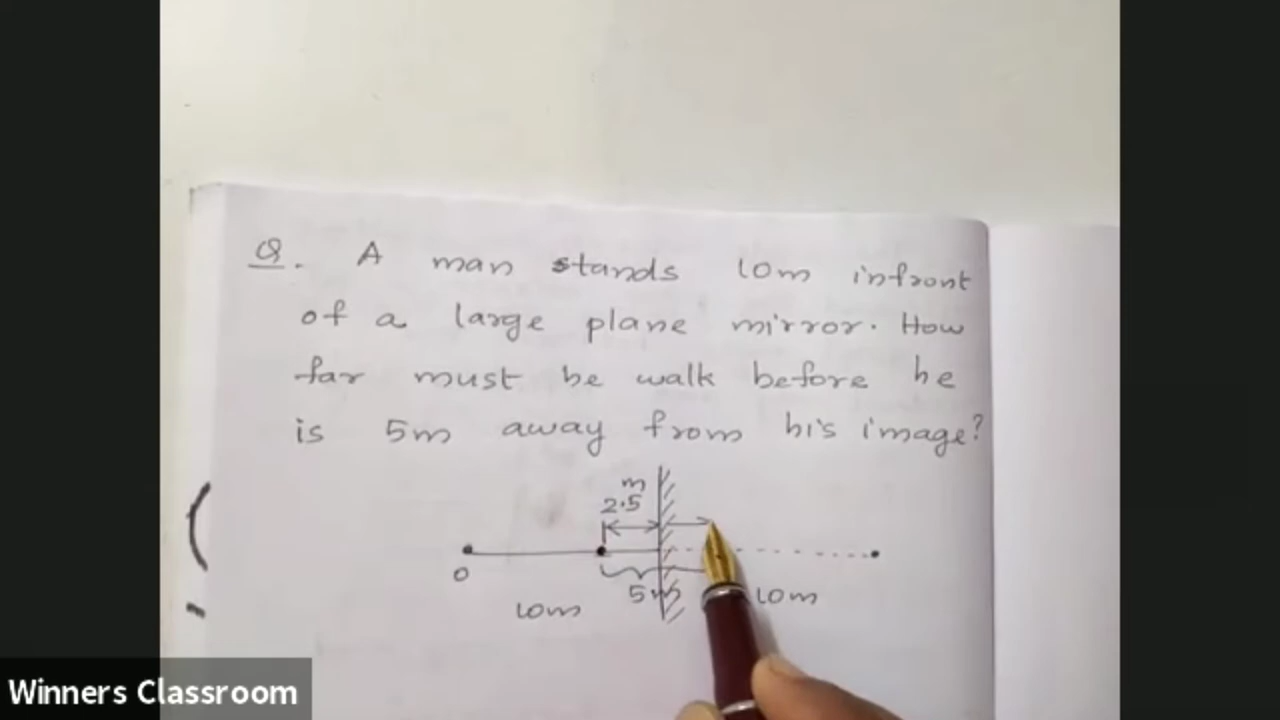 Q. A man stands 10m infront
of a large plane mirror. How
far must he walk before he
is 5m away from his image?
m
2.5
O
10m
5m
10m
Winners Classroom